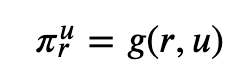 π_r^u = g(r, u)